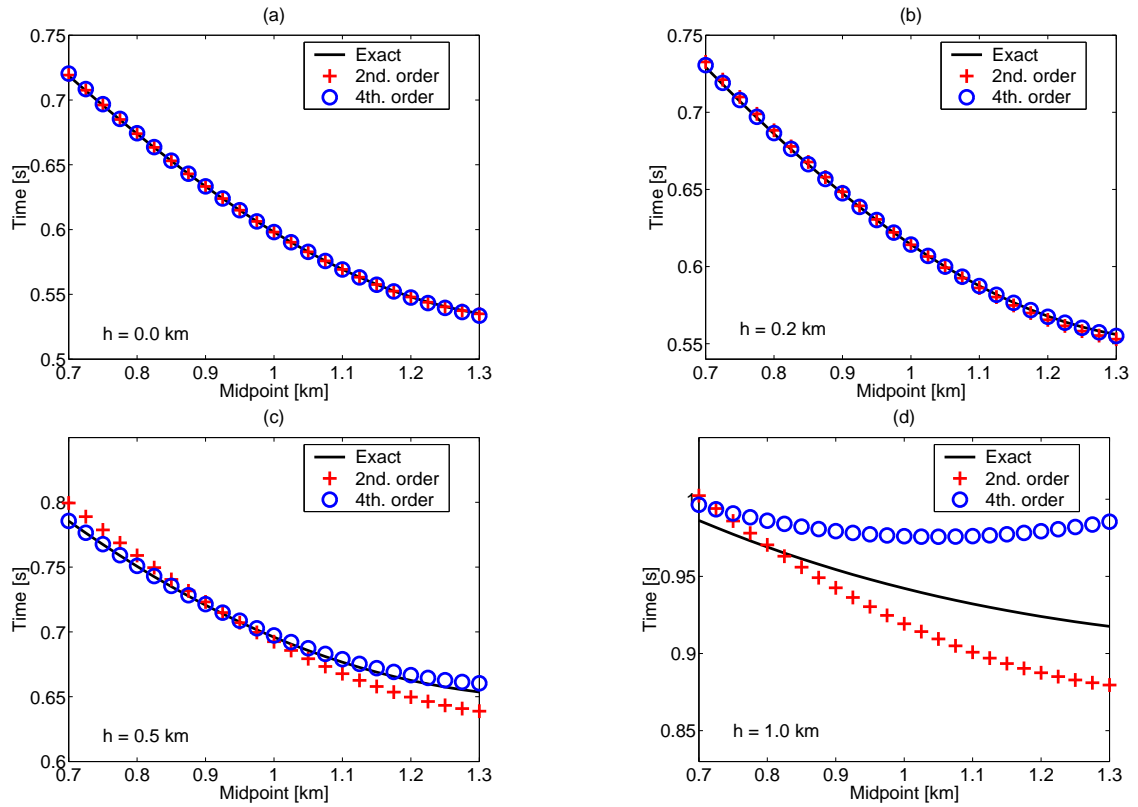 (a)
0.75
0.7
0.65
0.6
0.55
0.5
Time [s]
Exact
2nd. order
4th. order
h = 0.0 km
0.7 0.8 0.9 1 1.1 1.2 1.3
Midpoint [km]
(b)
0.75
0.7
0.65
0.6
0.55
Time [s]
Exact
2nd. order
4th. order
h = 0.2 km
0.7 0.8 0.9 1 1.1 1.2 1.3
Midpoint [km]
(c)
0.8
0.75
0.7
0.65
0.6
Time [s]
Exact
2nd. order
4th. order
h = 0.5 km
0.7 0.8 0.9 1 1.1 1.2 1.3
Midpoint [km]
(d)
0.95
0.9
0.85
Time [s]
Exact
2nd. order
4th. order
h = 1.0 km
0.7 0.8 0.9 1 1.1 1.2 1.3
Midpoint [km]